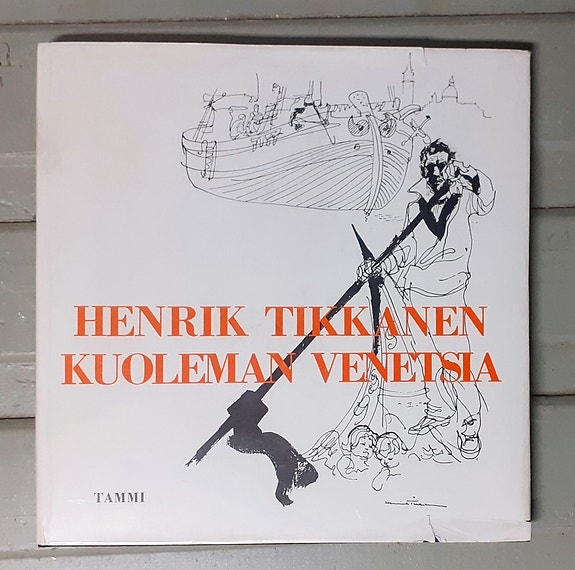 HENRIK TIKKANEN
KUOLEMAN VENETSIA
TAMMI